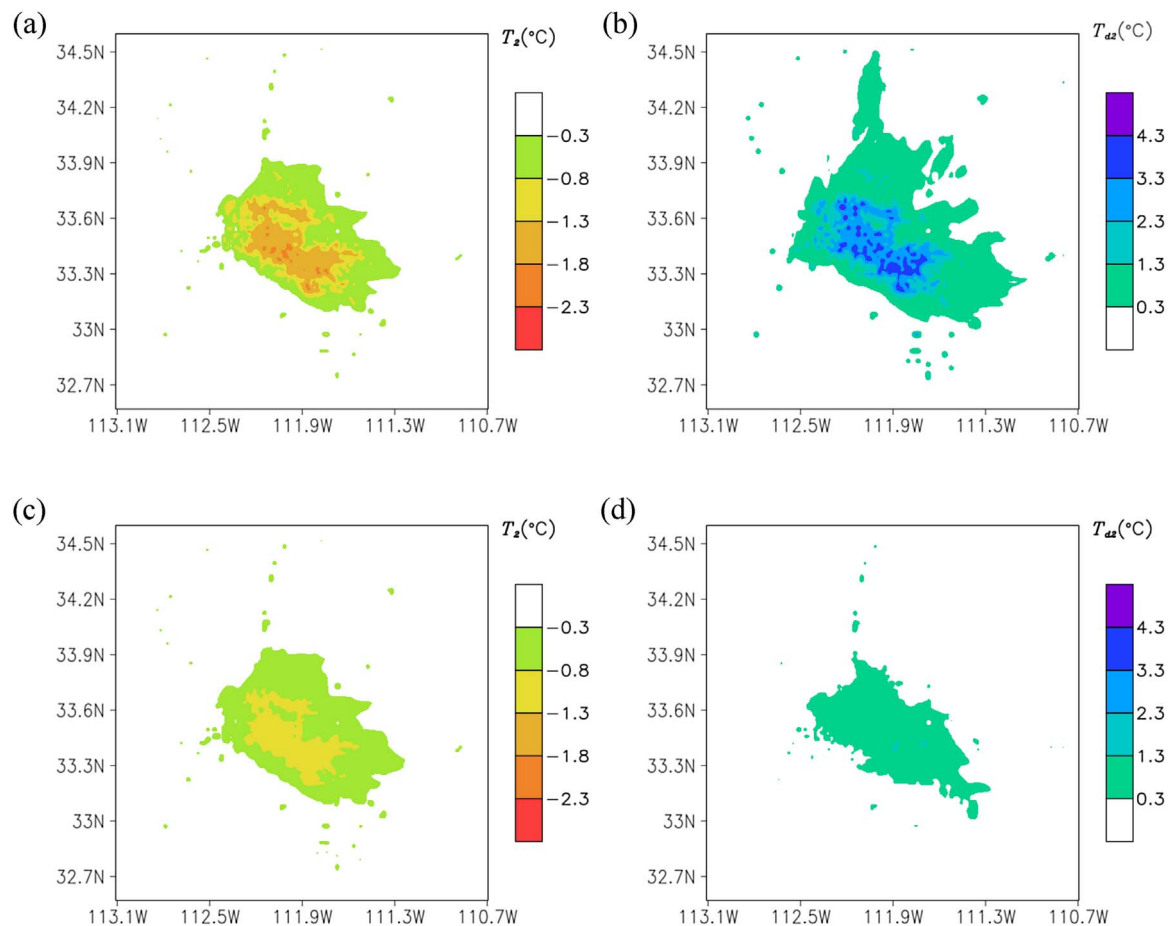 (a)
T2(°C)
34.5N
34.2N
33.9N
33.6N
33.3N
33N
32.7N
113.1W 112.5W 111.9W 111.3W 110.7W
−0.3
−0.8
−1.3
−1.8
−2.3
(b)
Td2(°C)
34.5N
34.2N
33.9N
33.6N
33.3N
33N
32.7N
113.1W 112.5W 111.9W 111.3W 110.7W
4.3
3.3
2.3
1.3
0.3
(c)
T2(°C)
34.5N
34.2N
33.9N
33.6N
33.3N
33N
32.7N
113.1W 112.5W 111.9W 111.3W 110.7W
−0.3
−0.8
−1.3
−1.8
−2.3
(d)
Td2(°C)
34.5N
34.2N
33.9N
33.6N
33.3N
33N
32.7N
113.1W 112.5W 111.9W 111.3W 110.7W
4.3
3.3
2.3
1.3
0.3